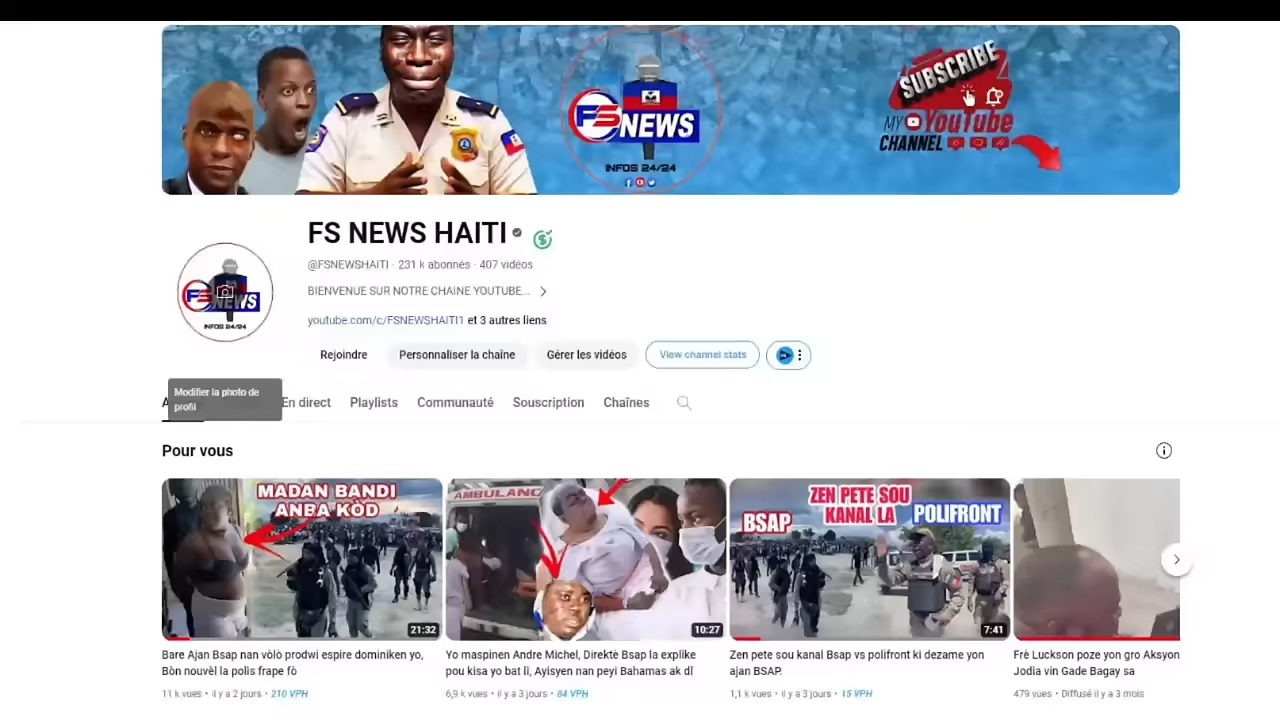 FS NEWS
INFOS 24/24
SUBSCRIBE
MY YouTube
CHANNEL
FS NEWS HAITI
@FSNEWSHAITI · 231 k abonnés · 407 vidéos
BIENVENUE SUR NOTRE CHAINE YOUTUBE...
youtube.com/c/FSNEWSHAITI1 et 3 autres liens
FS NEWS
INFOS 24/24
Rejoindre
Personnaliser la chaîne
Gérer les vidéos
View channel stats
Modifier la photo de
profil
En direct
Playlists
Communauté
Souscription
Chaînes
Pour vous
MADAN BANDI
ANBA KÒD
21:32
AMBULANC
10:27
ZEN PETE SOU
KANAL LA
BSAP
POLIFRONT
7:41
Bare Ajan Bsap nan vòlò prodwi espire dominiken yo,
Bòn nouvèl la polis frape fò
11 k vues · il y a 2 jours · 210 VPH
Yo maspinen Andre Michel, Direktè Bsap la explike
pou kisa yo bat li, Ayisyen nan peyi Bahamas ak dl
6,9 k vues · il y a 3 jours · 84 VPH
Zen pete sou kanal Bsap vs polifront ki dezame yon
ajan BSAP.
1,1 k vues · il y a 3 jours · 15 VPH
Frè Luckson poze yon gro Aksyon
Jodia vin Gade Bagay sa
479 vues · Diffusé il y a 3 mois